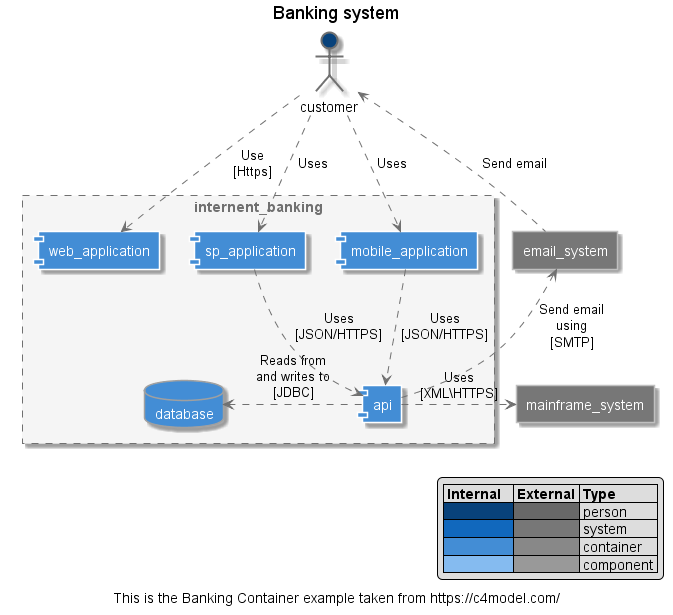 Banking system
customer
Use
[Https]
Uses
Uses
Send email
internent_banking
web_application
sp_application
mobile_application
email_system
Uses
[JSON/HTTPS]
Uses
[JSON/HTTPS]
Send email
using
[SMTP]
Reads from
and writes to
[JDBC]
Uses
[XML\HTTPS]
database
api
mainframe_system
Internal External Type
person
system
container
component
This is the Banking Container example taken from https://c4model.com/